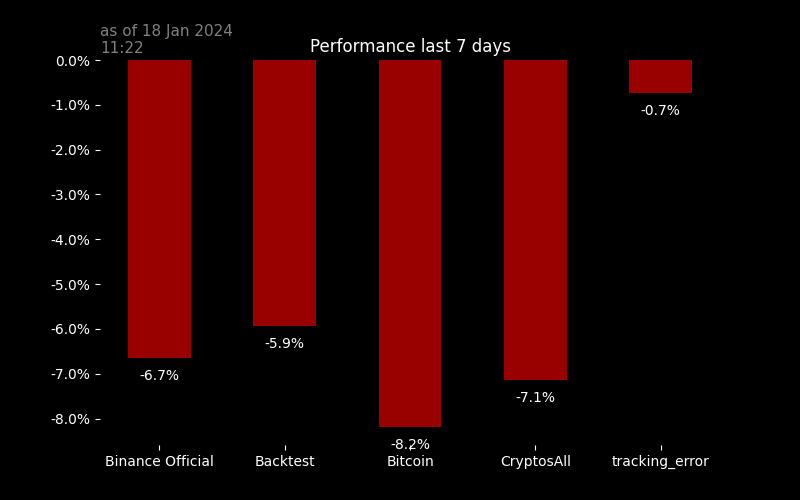 as of 18 Jan 2024
11:22
Performance last 7 days
0.0%
-1.0%
-2.0%
-3.0%
-4.0%
-5.0%
-6.0%
-7.0%
-8.0%
-6.7%
-5.9%
-8.2%
-7.1%
-0.7%
Binance Official
Backtest
Bitcoin
CryptosAll
tracking_error